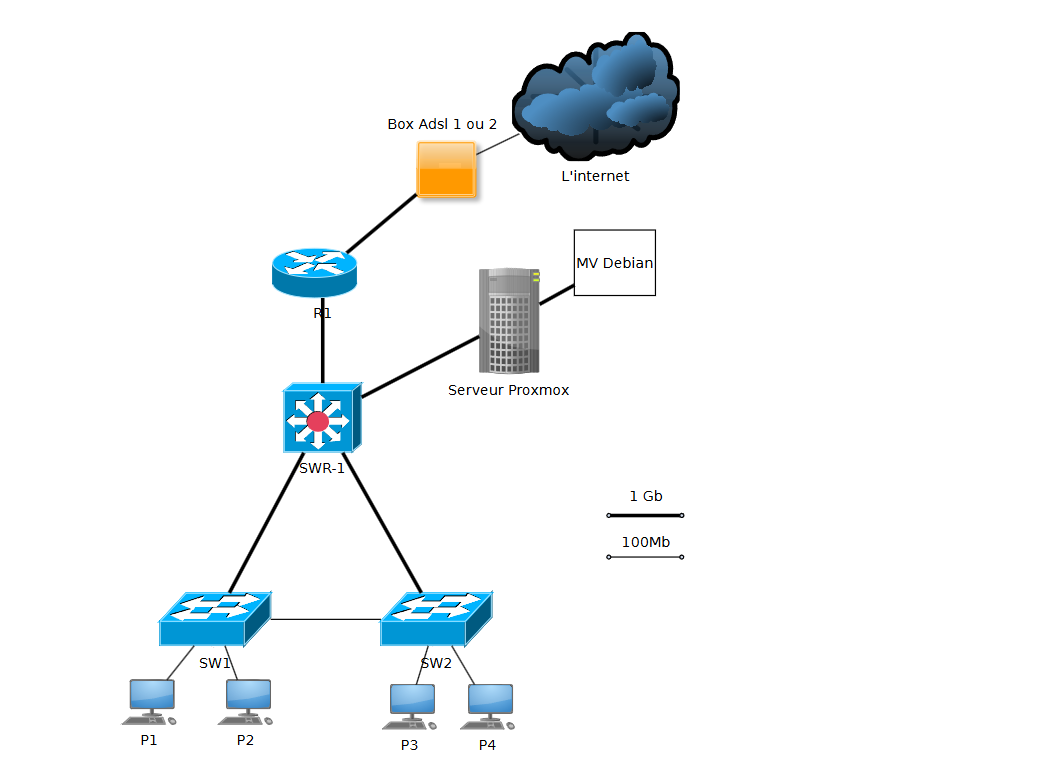 Box Adsl 1 ou 2
L'internet
MV Debian
R1
Serveur Proxmox
SWR-1
1 Gb
100Mb
SW1
SW2
P1
P2
P3
P4